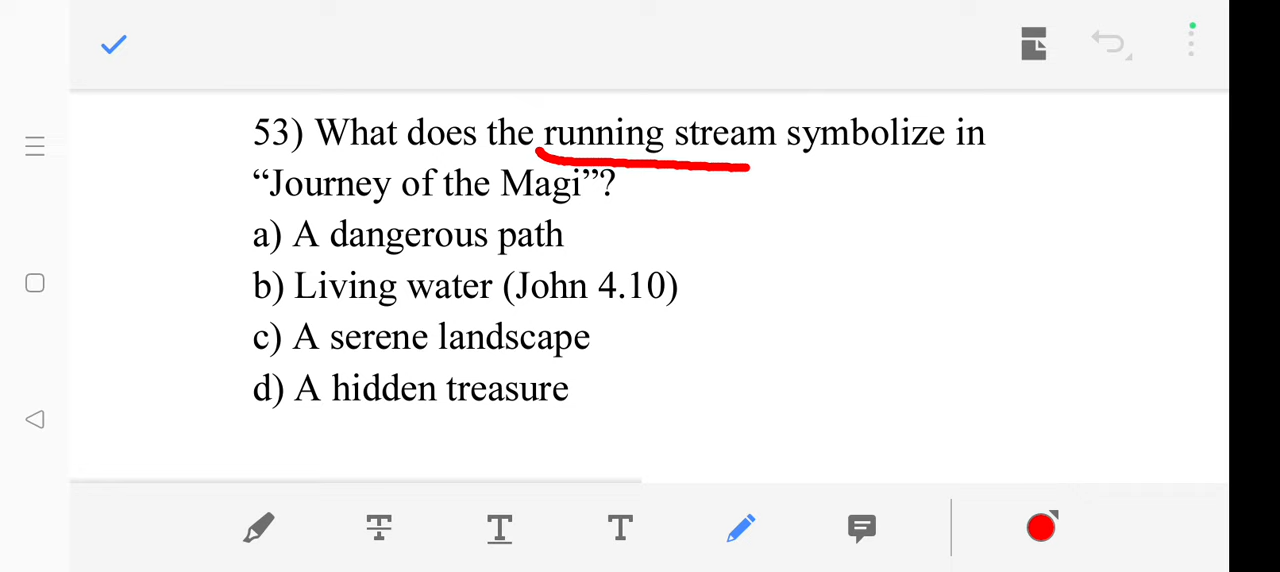 53) What does the running stream symbolize in
“Journey of the Magi”?
a) A dangerous path
b) Living water (John 4.10)
c) A serene landscape
d) A hidden treasure
T
T
T